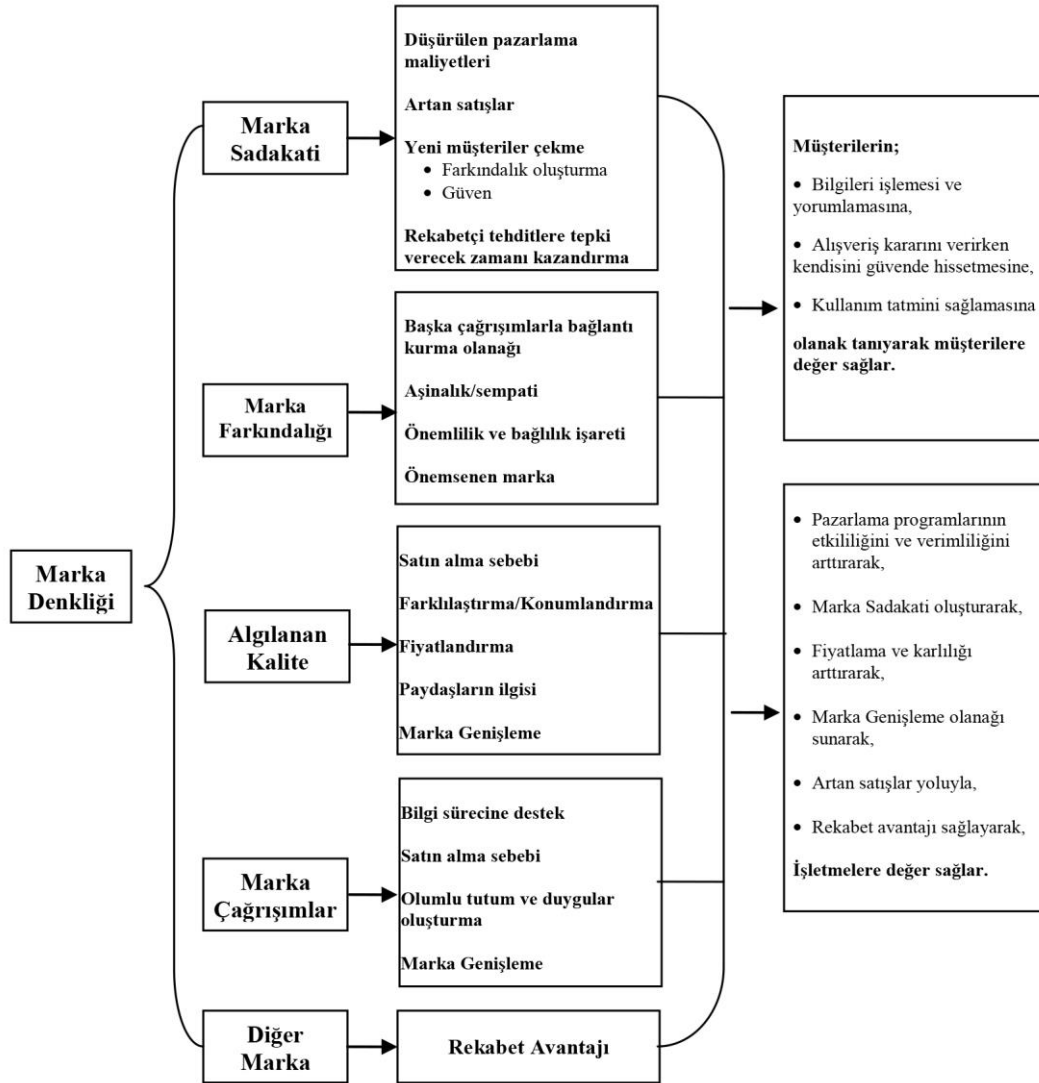 Marka
Denkliği
Marka
Sadakati
Düşürülen pazarlama
maliyetleri
Artan satışlar
Yeni müşteriler çekme
• Farkındalık oluşturma
• Güven
Rekabetçi tehditlere tepki
verecek zamanı kazandırma
Marka
Farkındalığı
Başka çağrışımlarla bağlantı
kurma olanağı
Aşinalık/sempati
Önemlilik ve bağlılık işareti
Önemsenen marka
Algılanan
Kalite
Satın alma sebebi
Farklılaştırma/Konumlandırma
Fiyatlandırma
Paydaşların ilgisi
Marka Genişleme
Marka
Çağrışımlar
Bilgi sürecine destek
Satın alma sebebi
Olumlu tutum ve duygular
oluşturma
Marka Genişleme
Diğer
Marka
Rekabet Avantajı
Müşterilerin;
• Bilgileri işlemesi ve
yorumlamasına,
• Alışveriş kararını verirken
kendisini güvende hissetmesine,
• Kullanım tatmini sağlamasına
olanak tanıyarak müşterilere
değer sağlar.
• Pazarlama programlarının
etkililiğini ve verimliliğini
arttırarak,
• Marka Sadakati oluşturarak,
• Fiyatlama ve karlılığı
arttırarak,
• Marka Genişleme olanağı
sunarak,
• Artan satışlar yoluyla,
• Rekabet avantajı sağlayarak,
İşletmelere değer sağlar.